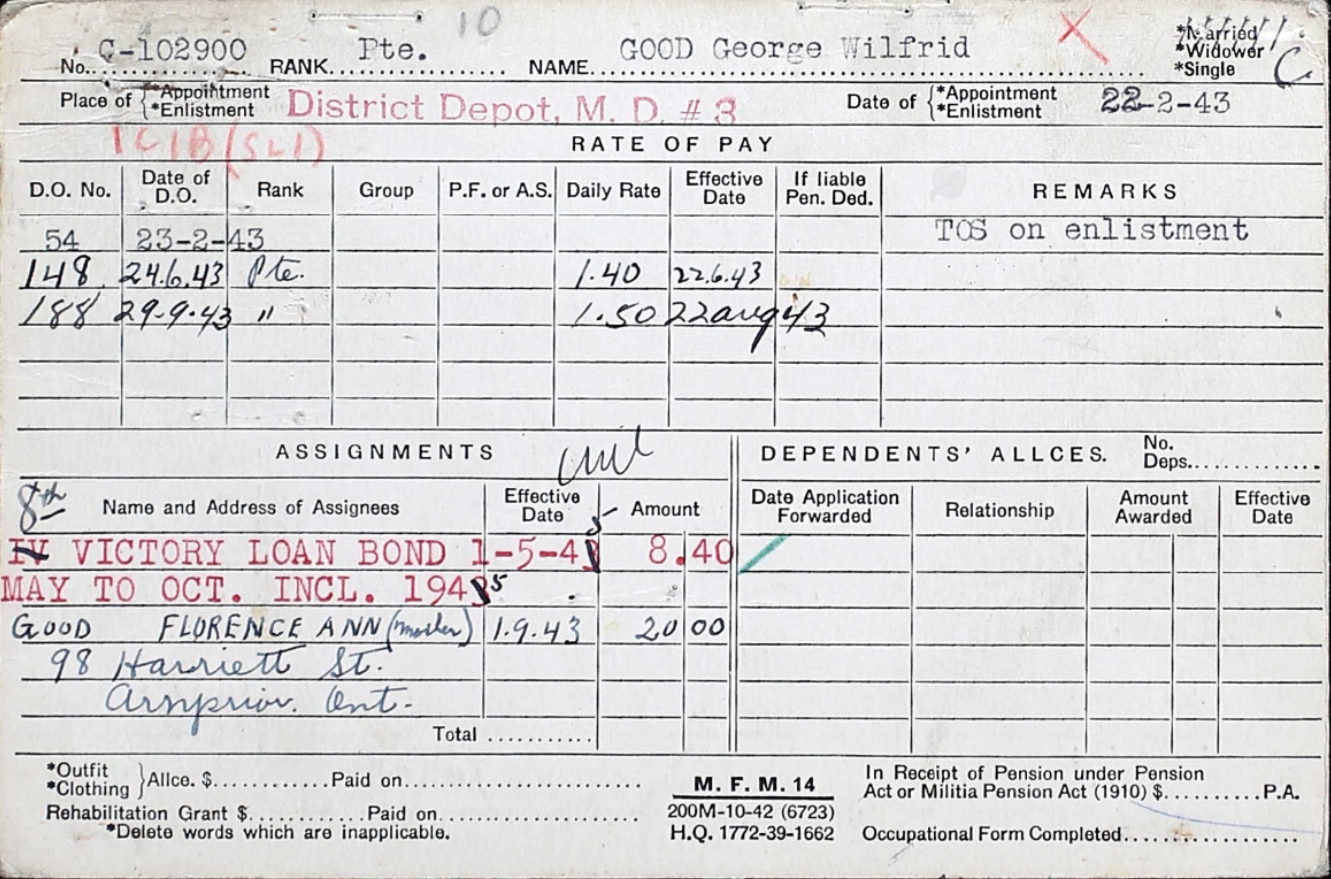 10
No. C-102900 RANK Pte. NAME GOOD George Wilfrid
*Married
*Widower
*Single
C
Place of {*Appointment *Enlistment District Depot, M. D. # 3 Date of {*Appointment *Enlistment 22-2-43
1C1B (SLI)
RATE OF PAY
D.O. No. Date of D.O. Rank Group P.F. or A.S. Daily Rate Effective Date If liable Pen. Ded. REMARKS
54 23-2-43 TOS on enlistment
148 24.6.43 Pte. 1.40 22.6.43
188 29.9.43 " 1.50 22 aug 43
ASSIGNMENTS
DEPENDENTS' ALLCES. No. Deps.
8th Name and Address of Assignees Effective Date Amount Date Application Forwarded Relationship Amount Awarded Effective Date
IV VICTORY LOAN BOND 1-5-45 8.40
MAY TO OCT. INCL. 1945
GOOD FLORENCE ANN (mother) 1.9.43 20 00
98 Harriett St.
Arnprior. Ont.
Total
*Outfit
*Clothing } Allce. $ Paid on
Rehabilitation Grant $ Paid on
*Delete words which are inapplicable.
M. F. M. 14
200M-10-42 (6723)
H.Q. 1772-39-1662
In Receipt of Pension under Pension
Act or Militia Pension Act (1910) $ P.A.
Occupational Form Completed